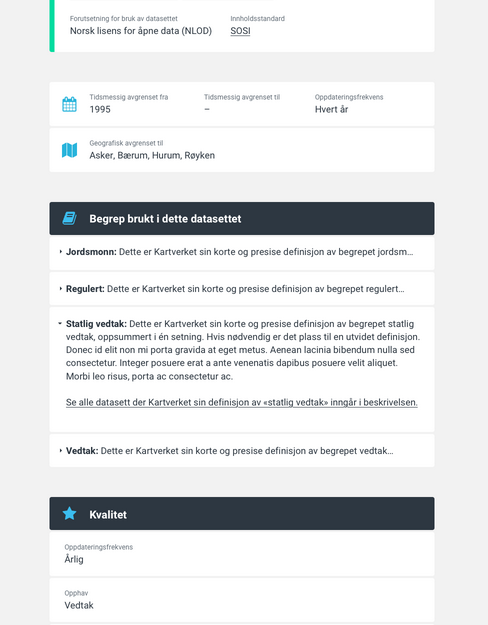 Forutsetning for bruk av datasettet
Innholdsstandard
Norsk lisens for åpne data (NLOD)
SOSI
Tidsmessig avgrenset fra
Tidsmessig avgrenset til
Oppdateringsfrekvens
1995
–
Hvert år
Geografisk avgrenset til
Asker, Bærum, Hurum, Røyken
Begrep brukt i dette datasettet
Jordsmonn: Dette er Kartverket sin korte og presise definisjon av begrepet jordsm...
Regulert: Dette er Kartverket sin korte og presise definisjon av begrepet regulert...
Statlig vedtak: Dette er Kartverket sin korte og presise definisjon av begrepet statlig
vedtak, oppsummert i én setning. Hvis nødvendig er det plass til en utvidet definisjon.
Donec id elit non mi porta gravida at eget metus. Aenean lacinia bibendum nulla sed
consectetur. Integer posuere erat a ante venenatis dapibus posuere velit aliquet.
Morbi leo risus, porta ac consectetur ac.
Se alle datasett der Kartverket sin definisjon av «statlig vedtak» inngår i beskrivelsen.
Vedtak: Dette er Kartverket sin korte og presise definisjon av begrepet vedtak...
Kvalitet
Oppdateringsfrekvens
Årlig
Opphav
Vedtak